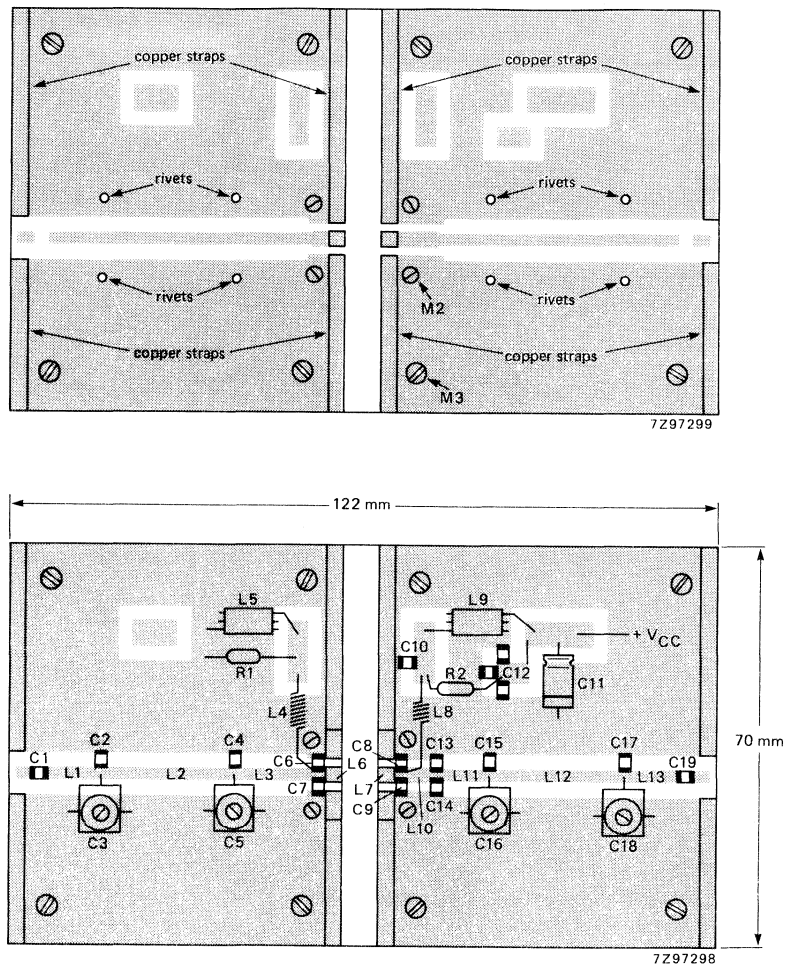 copper straps
copper straps
rivets
rivets
rivets
rivets
M2
copper straps
copper straps
M3
7Z97299
122 mm
L5
L9
+ VCC
C10
R1
R2
C12
C11
L4
L8
70 mm
C2
C4
C8
C13
C15
C17
C1
C6
L6
C19
L1
L2
L3
L11
L12
L13
C7
L7
C14
C9
L10
C3
C5
C16
C18
7Z97298